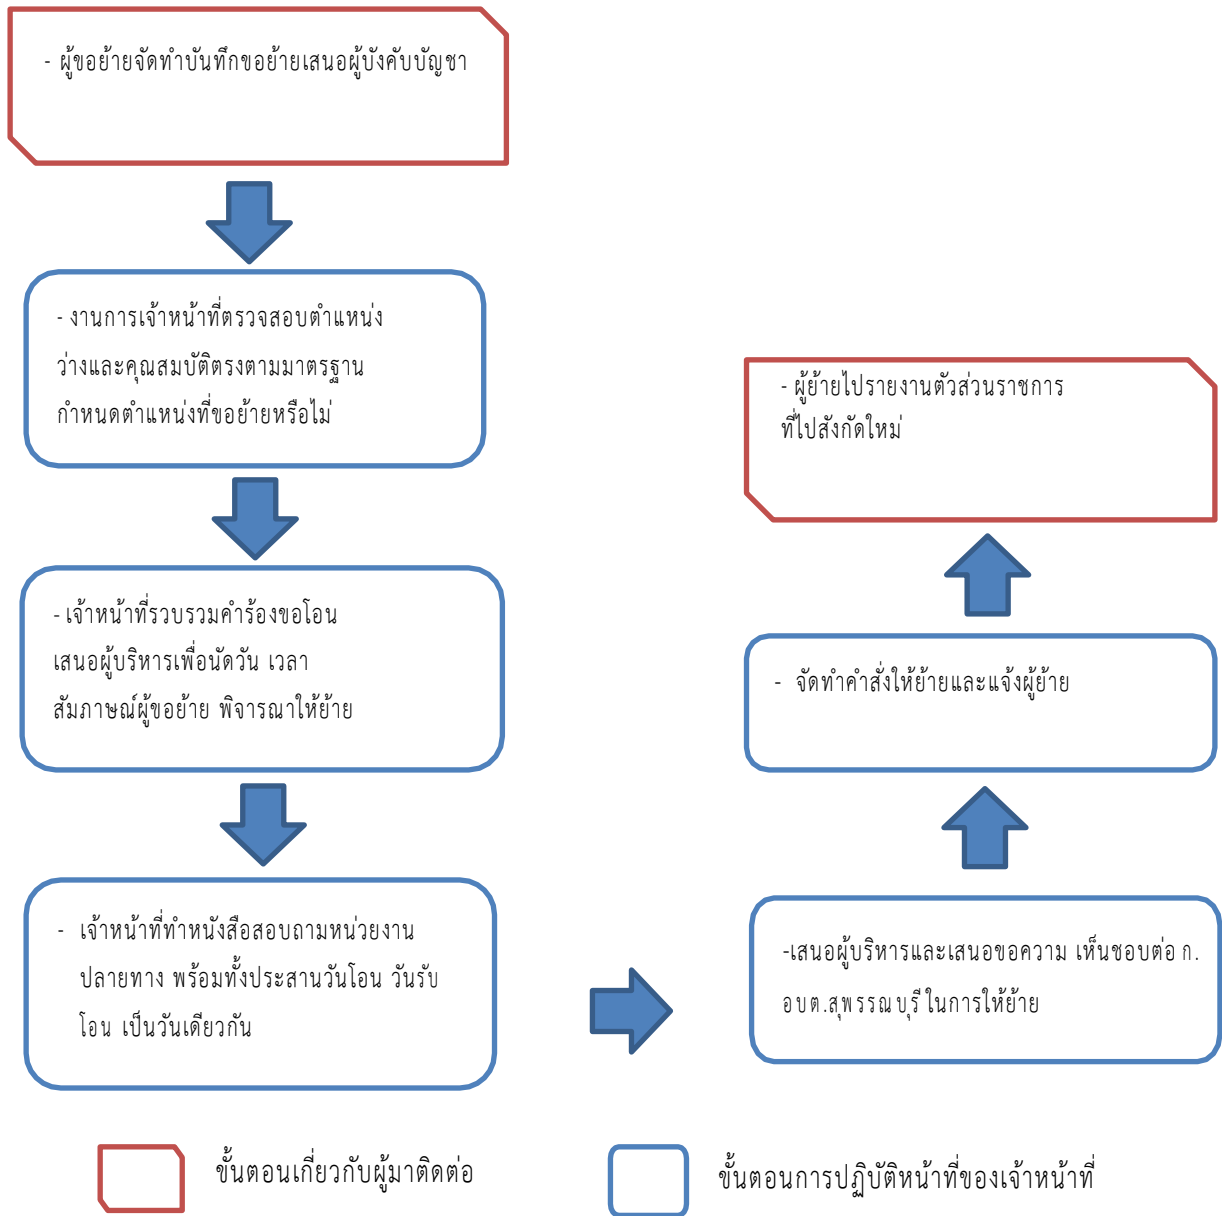 - ผู้ขอย้ายจัดทำบันทึกขอย้ายเสนอผู้บังคับบัญชา
- งานการเจ้าหน้าที่ตรวจสอบตำแหน่ง
ว่างและคุณสมบัติตรงตามมาตรฐาน
กำหนดตำแหน่งที่ขอย้ายหรือไม่
- เจ้าหน้าที่รวบรวมคำร้องขอโอน
เสนอผู้บริหารเพื่อนัดวัน เวลา
สัมภาษณ์ผู้ขอย้าย พิจารณาให้ย้าย
- เจ้าหน้าที่ทำหนังสือสอบถามหน่วยงาน
ปลายทาง พร้อมทั้งประสานวันโอน วันรับ
โอน เป็นวันเดียวกัน
-เสนอผู้บริหารและเสนอขอความ เห็นชอบต่อ ก.
อบต.สุพรรณบุรี ในการให้ย้าย
- จัดทำคำสั่งให้ย้ายและแจ้งผู้ย้าย
- ผู้ย้ายไปรายงานตัวส่วนราชการ
ที่ไปสังกัดใหม่
ขั้นตอนเกี่ยวกับผู้มาติดต่อ
ขั้นตอนการปฏิบัติหน้าที่ของเจ้าหน้าที่